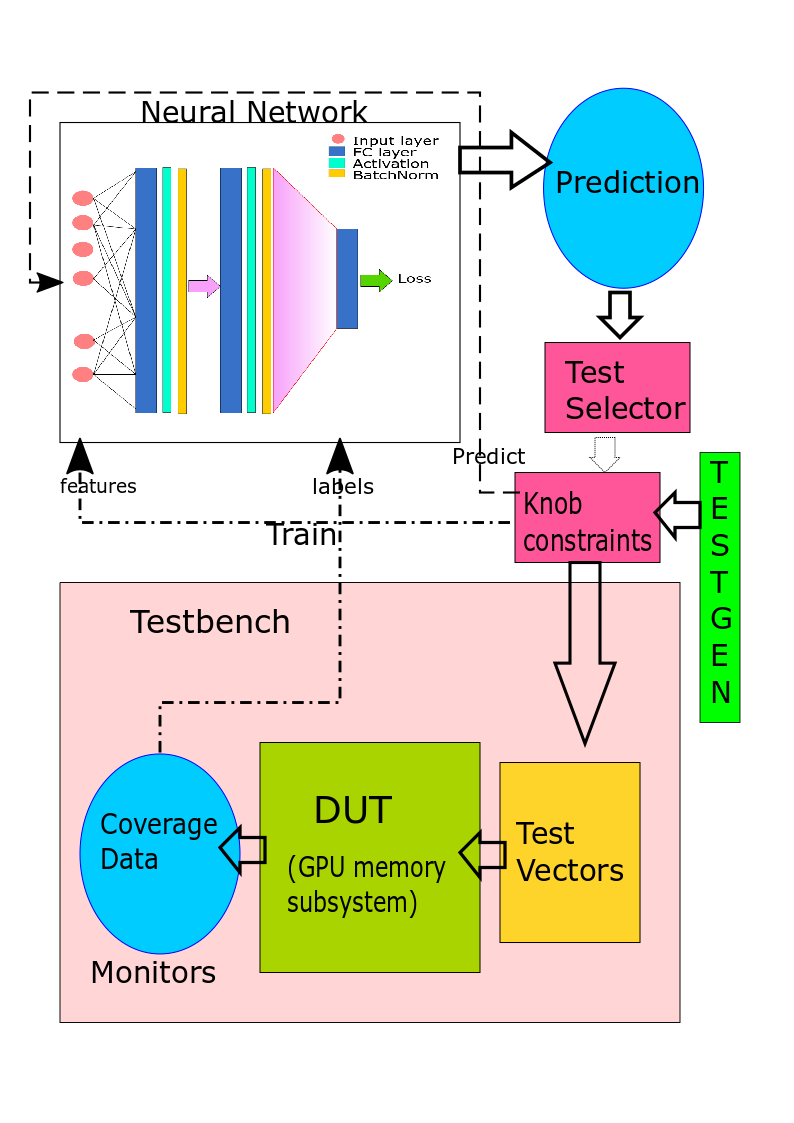 Neural Network
Input layer
FC layer
Activation
BatchNorm
Loss
Prediction
Test
Selector
Predict
features
labels
Train
Knob
constraints
T
E
S
T
G
E
N
Testbench
Coverage
Data
Monitors
DUT
(GPU memory
subsystem)
Test
Vectors